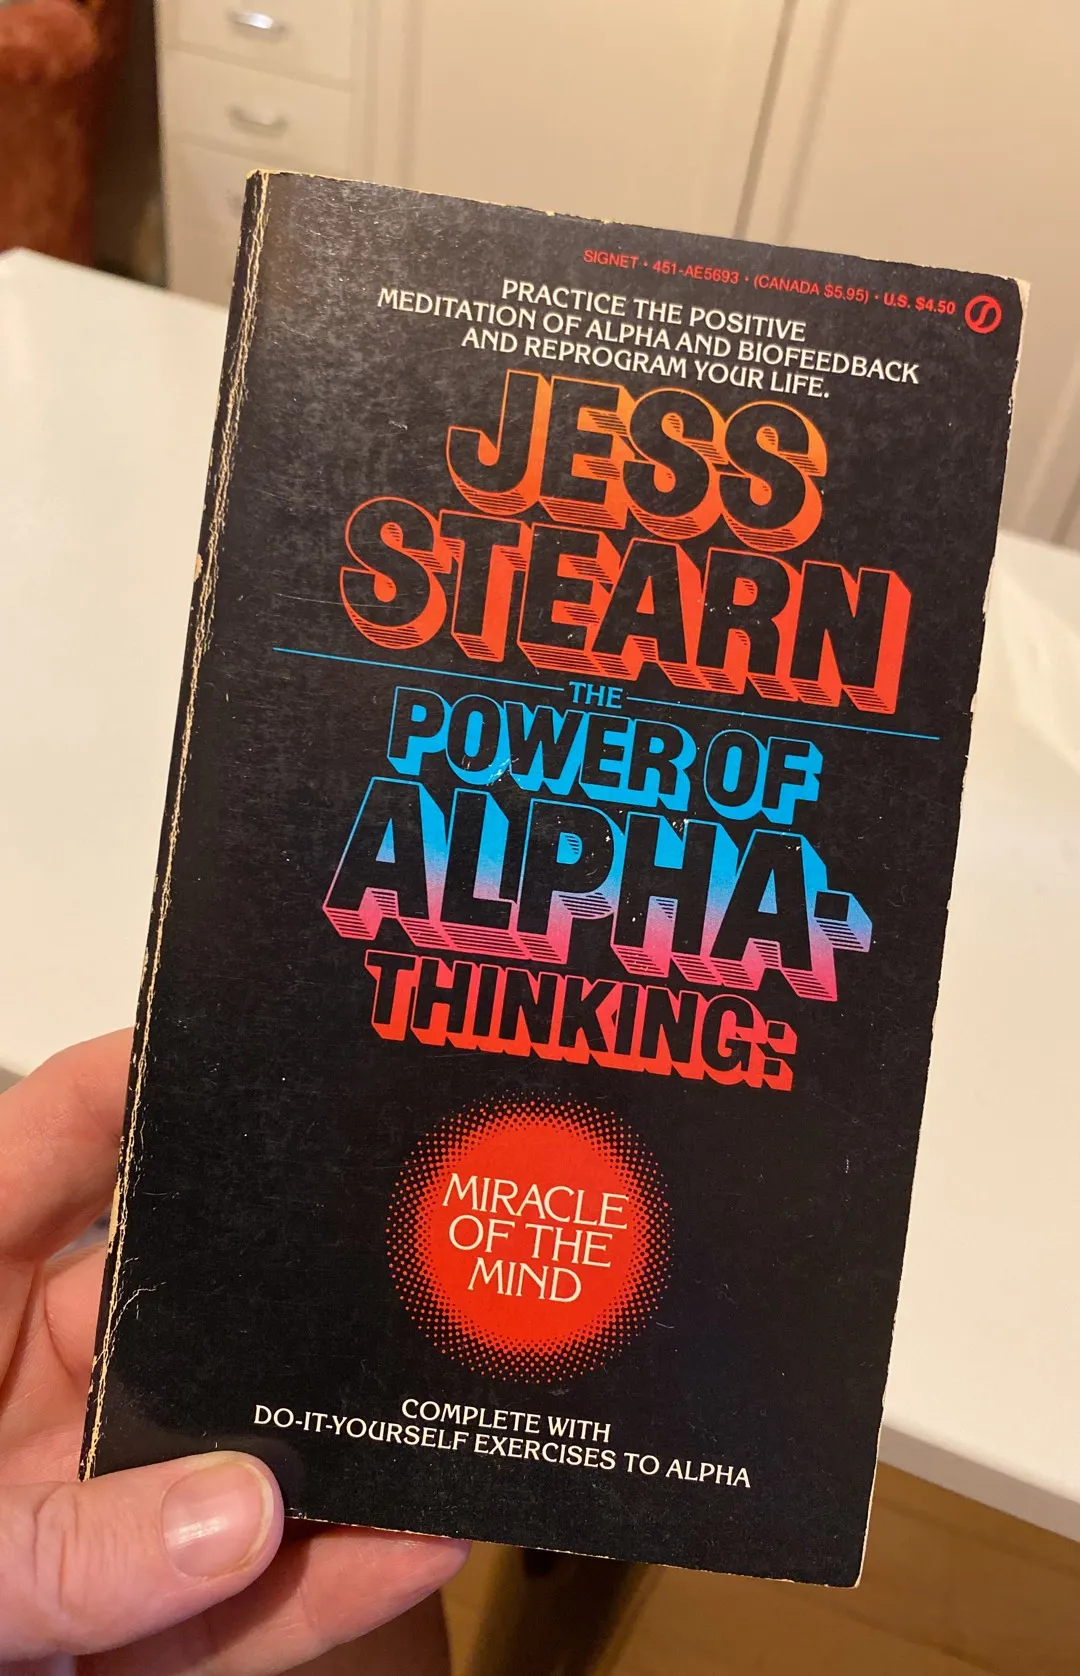 SIGNET • 451-AE5693 • (CANADA $5.95) • U.S. $4.50
PRACTICE THE POSITIVE
MEDITATION OF ALPHA AND BIOFEEDBACK
AND REPROGRAM YOUR LIFE.
JESS
STEARN
THE
POWER OF
ALPHA-
THINKING:
MIRACLE
OF THE
MIND
COMPLETE WITH
DO-IT-YOURSELF EXERCISES TO ALPHA